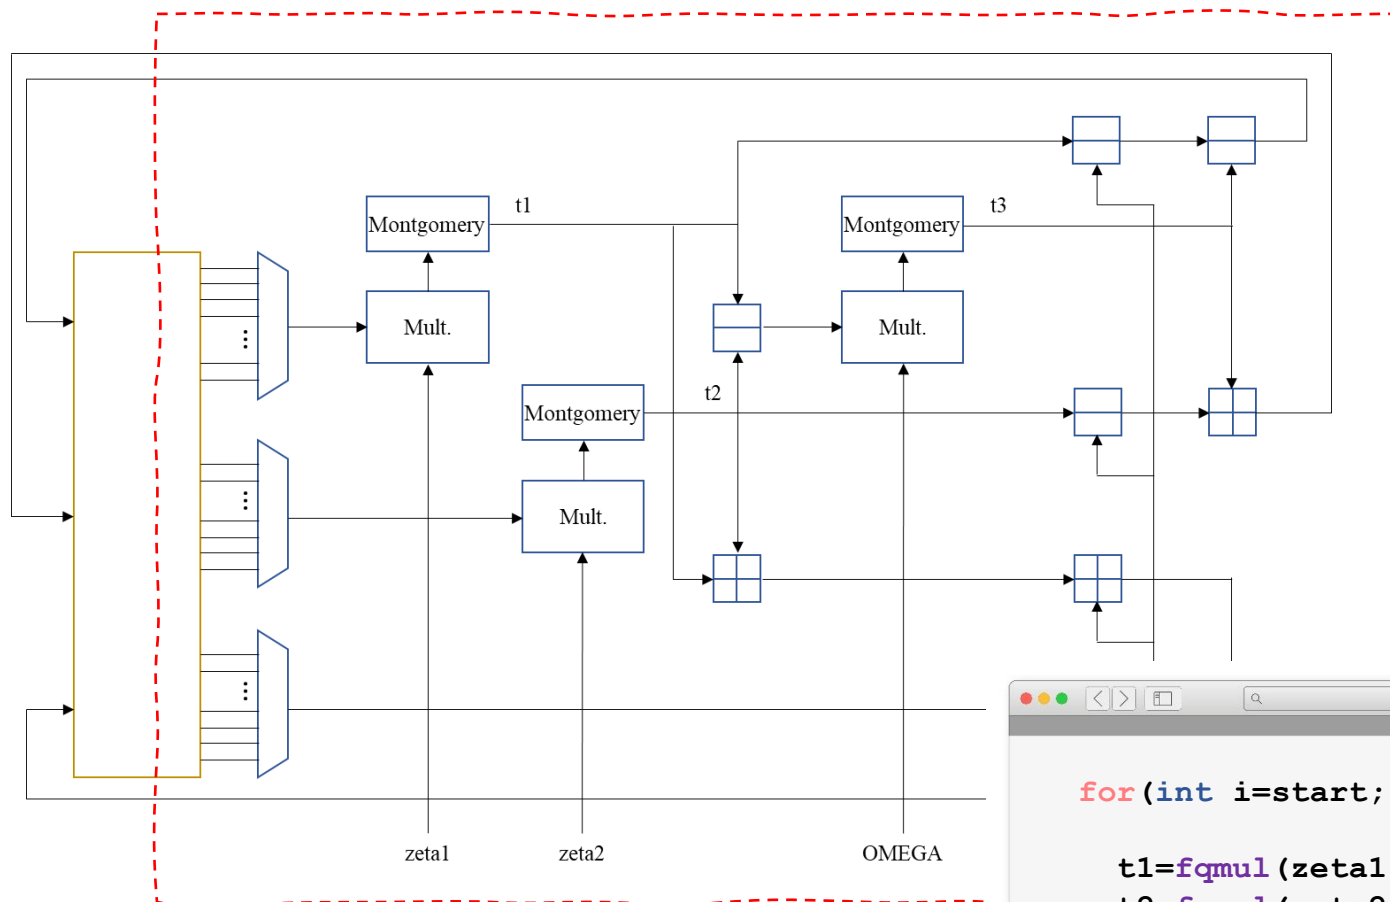 t1
Montgomery
t3
Montgomery
Mult.
Mult.
t2
Montgomery
Mult.
zeta1
zeta2
OMEGA
for(int i=start;
t1=fqmul(zeta1